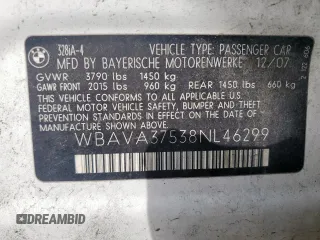 328iA-4
VEHICLE TYPE: PASSENGER CAR
MFD BY BAYERISCHE MOTORENWERKE 12/07
GVWR 3790 lbs 1450 kg
GAWR FRONT 2015 lbs 960 kg REAR 1450 lbs 660 kg
THIS VEHICLE CONFORMS TO ALL APPLICABLE
U.S. FEDERAL MOTOR VEHICLE SAFETY,
BUMPER AND THEFT PREVENTION STANDARDS
IN EFFECT ON THE DATE OF MANUFACTURE
SHOWN ABOVE
WBAVA37538NL46299
DREAMBID